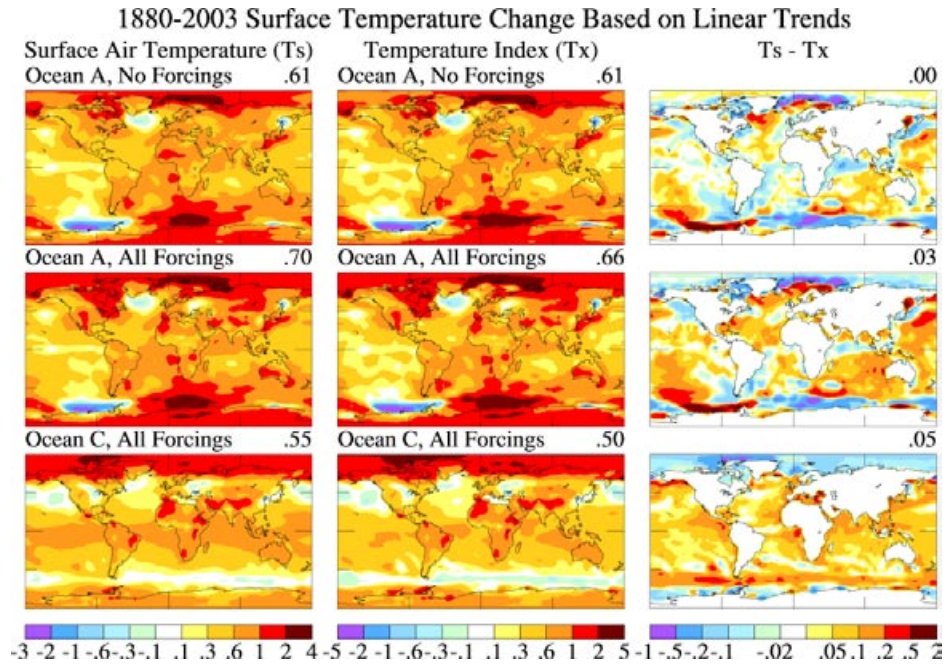 1880-2003 Surface Temperature Change Based on Linear Trends
Surface Air Temperature (Ts) Temperature Index (Tx) Ts - Tx
Ocean A, No Forcings .61 Ocean A, No Forcings .61 .00
Ocean A, All Forcings .70 Ocean A, All Forcings .66 .03
Ocean C, All Forcings .55 Ocean C, All Forcings .50 .05
-3 -2 -1 -.6 -.3 -.1 .1 .3 .6 1 2 4 -5 -2 -1 -.6 -.3 -.1 .1 .3 .6 1 2 5 -1 -.5 -.2 -.1 -.02 .05 .1 .2 .5 2